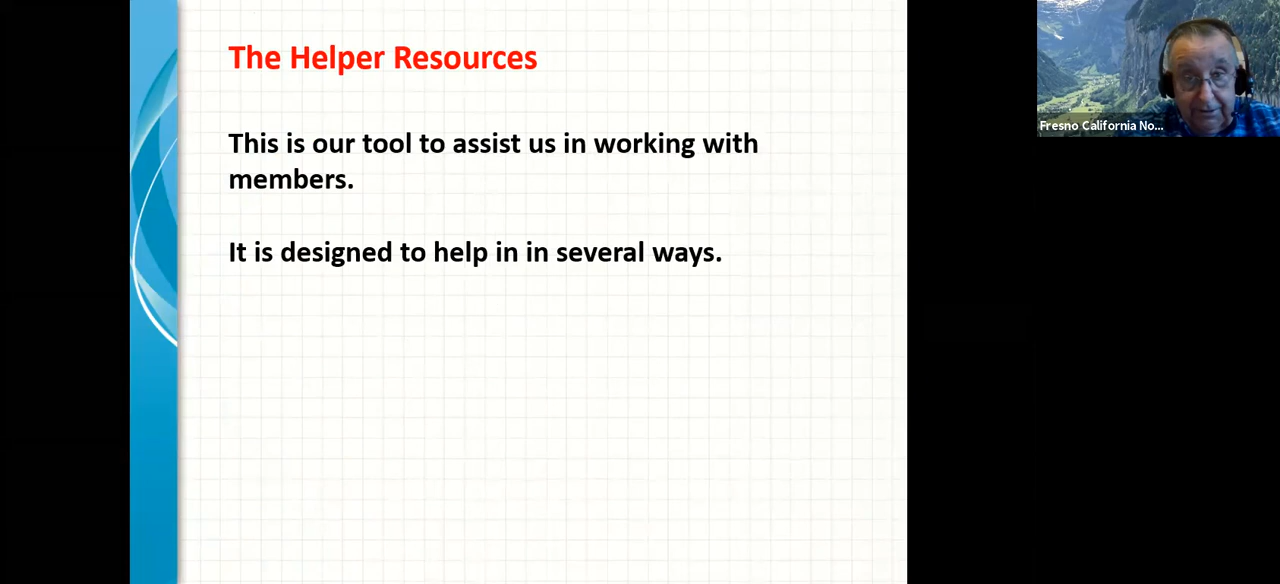 The Helper Resources
This is our tool to assist us in working with
members.
It is designed to help in in several ways.
Fresno California No...